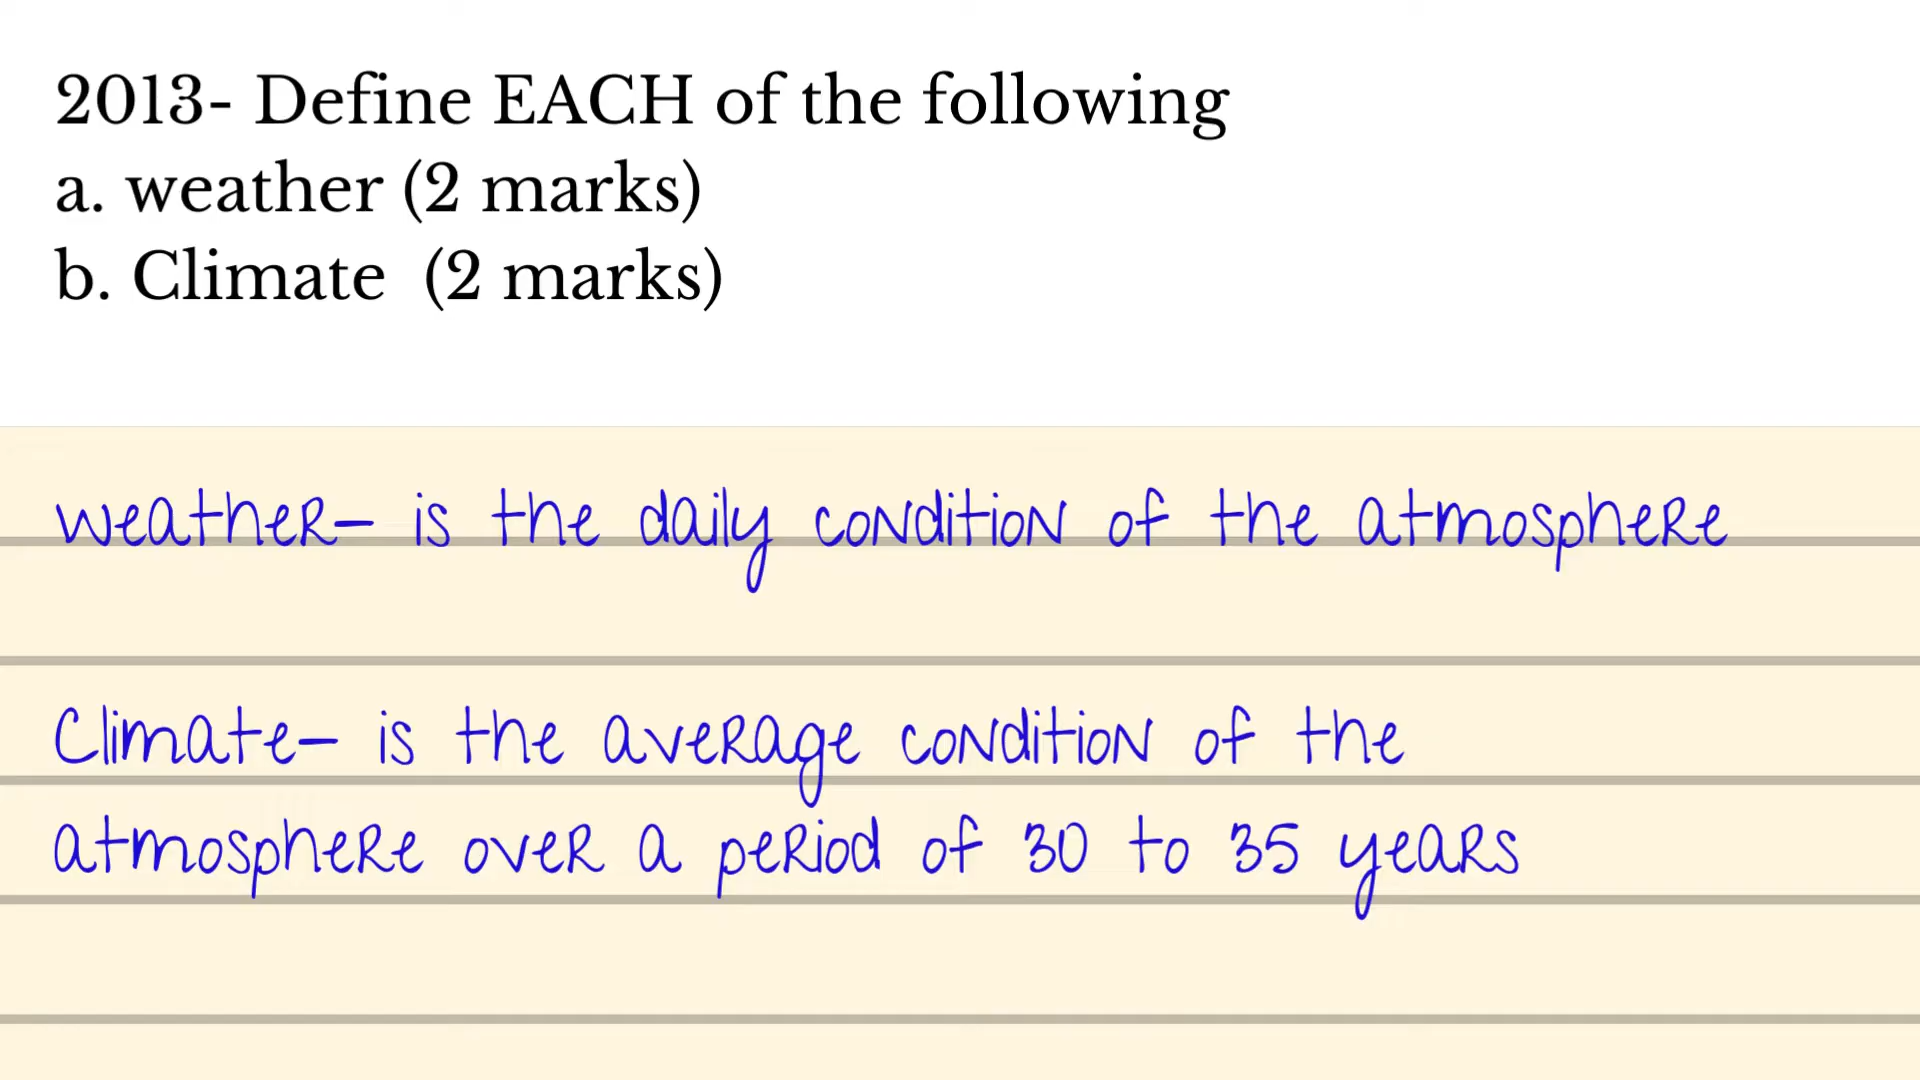 2013- Define EACH of the following
a. weather (2 marks)
b. Climate (2 marks)
weather- is the daily condition of the atmosphere
Climate- is the average condition of the
atmosphere over a period of 30 to 35 years